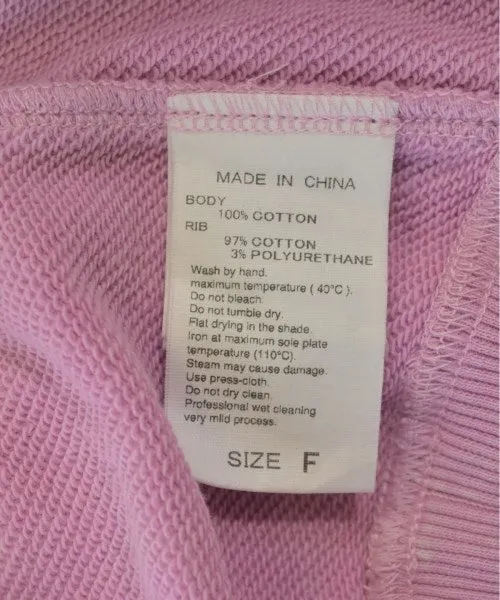 MADE IN CHINA
BODY
100% COTTON
RIB
97% COTTON
3% POLYURETHANE
Wash by hand.
maximum temperature ( 40°C ).
Do not bleach.
Do not tumble dry.
Flat drying in the shade.
Iron at maximum sole plate
temperature (110°C).
Steam may cause damage.
Use press-cloth.
Do not dry clean.
Professional wet cleaning
very mild process.
SIZE F